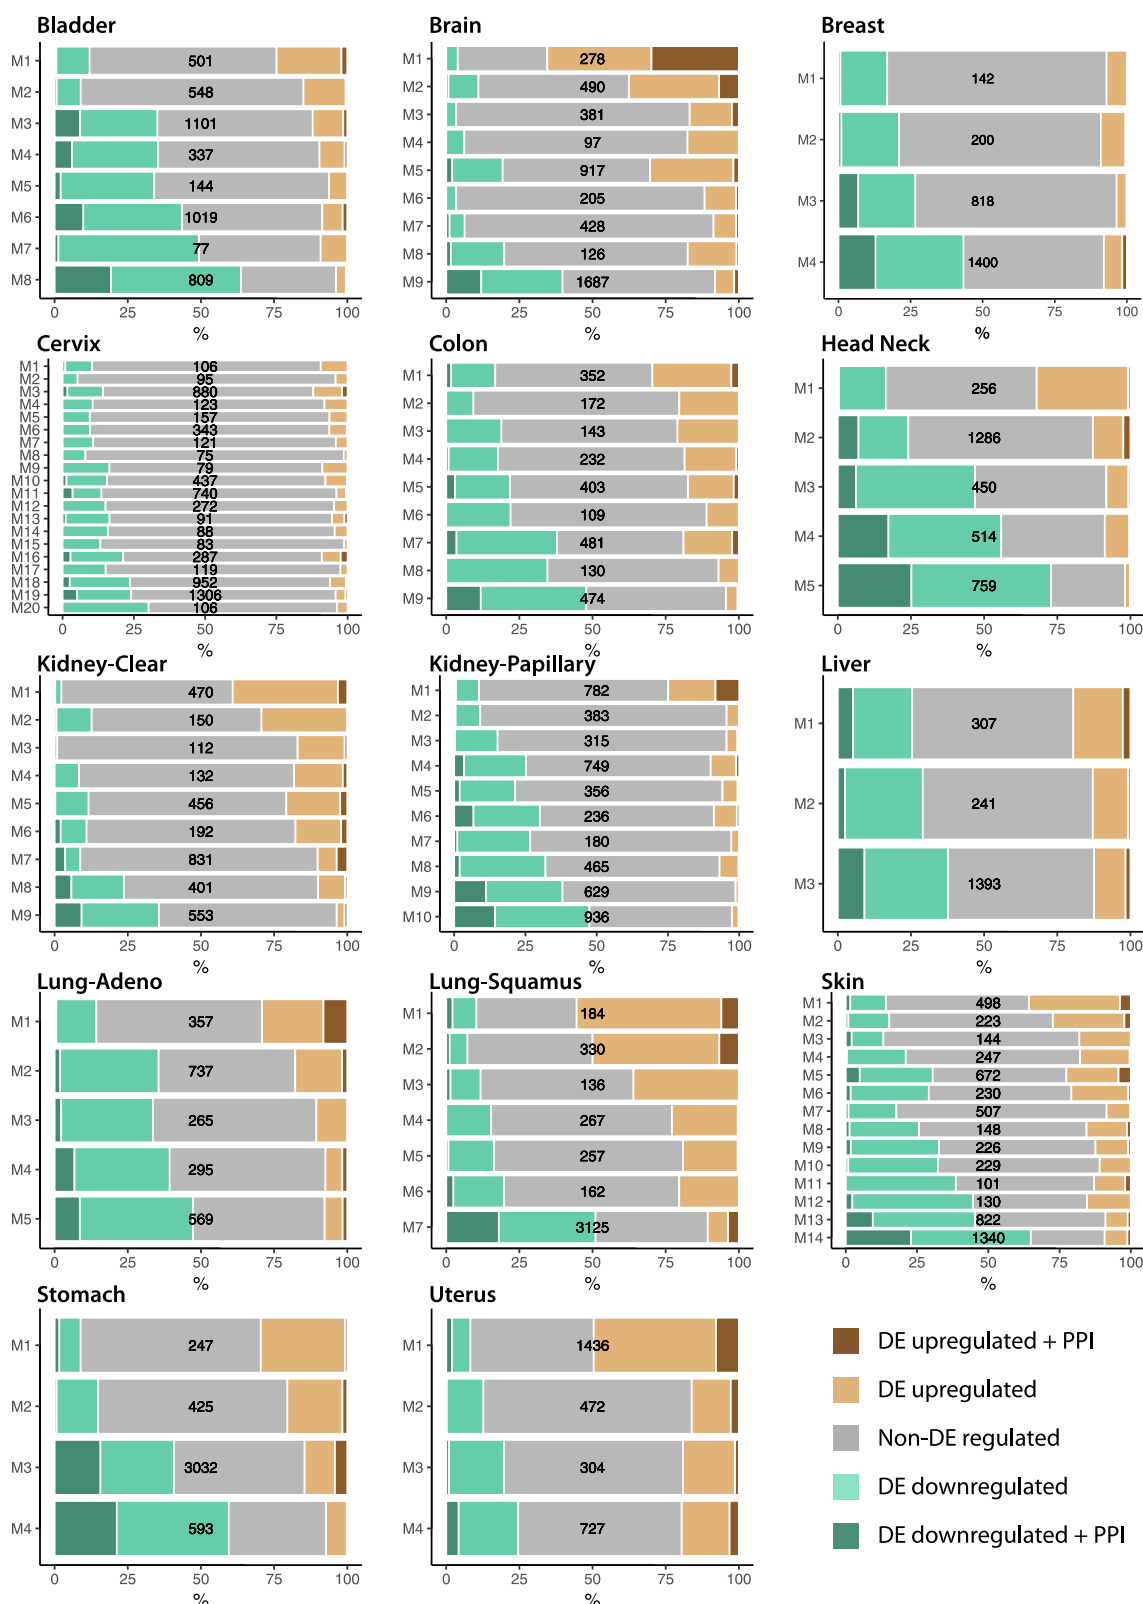 Bladder
M1 501
M2 548
M3 1101
M4 337
M5 144
M6 1019
M7 77
M8 809
0 25 50 75 100
%
Brain
M1 278
M2 490
M3 381
M4 97
M5 917
M6 205
M7 428
M8 126
M9 1687
0 25 50 75 100
%
Breast
M1 142
M2 200
M3 818
M4 1400
0 25 50 75 100
%
Cervix
M1 106
M2 95
M3 880
M4 123
M5 157
M6 343
M7 121
M8 75
M9 79
M10 437
M11 740
M12 272
M13 91
M14 88
M15 83
M16 287
M17 119
M18 952
M19 1306
M20 106
0 25 50 75 100
%
Colon
M1 352
M2 172
M3 143
M4 232
M5 403
M6 109
M7 481
M8 130
M9 474
0 25 50 75 100
%
Head Neck
M1 256
M2 1286
M3 450
M4 514
M5 759
0 25 50 75 100
%
Kidney-Clear
M1 470
M2 150
M3 112
M4 132
M5 456
M6 192
M7 831
M8 401
M9 553
0 25 50 75 100
%
Kidney-Papillary
M1 782
M2 383
M3 315
M4 749
M5 356
M6 236
M7 180
M8 465
M9 629
M10 936
0 25 50 75 100
%
Liver
M1 307
M2 241
M3 1393
0 25 50 75 100
%
Lung-Adeno
M1 357
M2 737
M3 265
M4 295
M5 569
0 25 50 75 100
%
Lung-Squamus
M1 184
M2 330
M3 136
M4 267
M5 257
M6 162
M7 3125
0 25 50 75 100
%
Skin
M1 498
M2 223
M3 144
M4 247
M5 672
M6 230
M7 507
M8 148
M9 226
M10 229
M11 101
M12 130
M13 822
M14 1340
0 25 50 75 100
%
Stomach
M1 247
M2 425
M3 3032
M4 593
0 25 50 75 100
%
Uterus
M1 1436
M2 472
M3 304
M4 727
0 25 50 75 100
%
DE upregulated + PPI
DE upregulated
Non-DE regulated
DE downregulated
DE downregulated + PPI